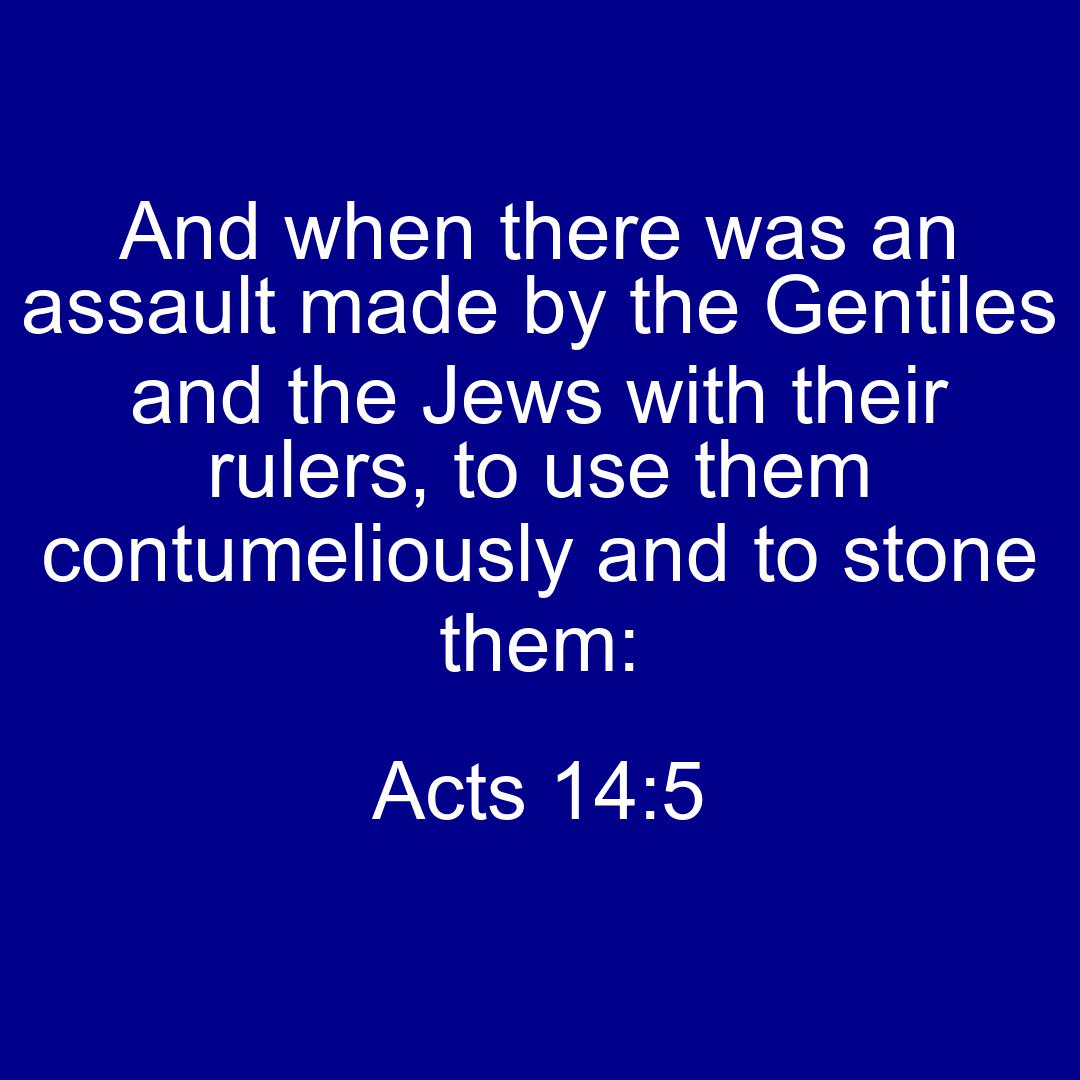 And when there was an
assault made by the Gentiles
and the Jews with their
rulers, to use them
contumeliously and to stone
them:
Acts 14:5